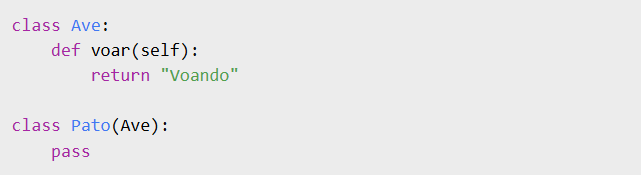 class Ave:
    def voar(self):
        return "Voando"

class Pato(Ave):
    pass